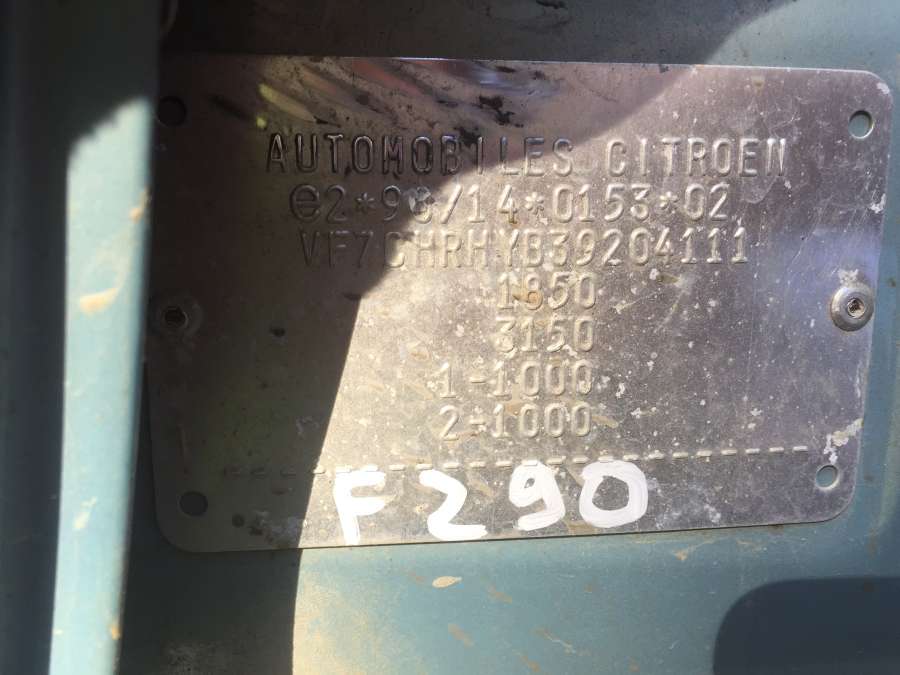 AUTOMOBILES CITROEN
e2*98/14*0153*02
VF7CHRHYB39204111
1850
3150
1-1000
2-1000
F290